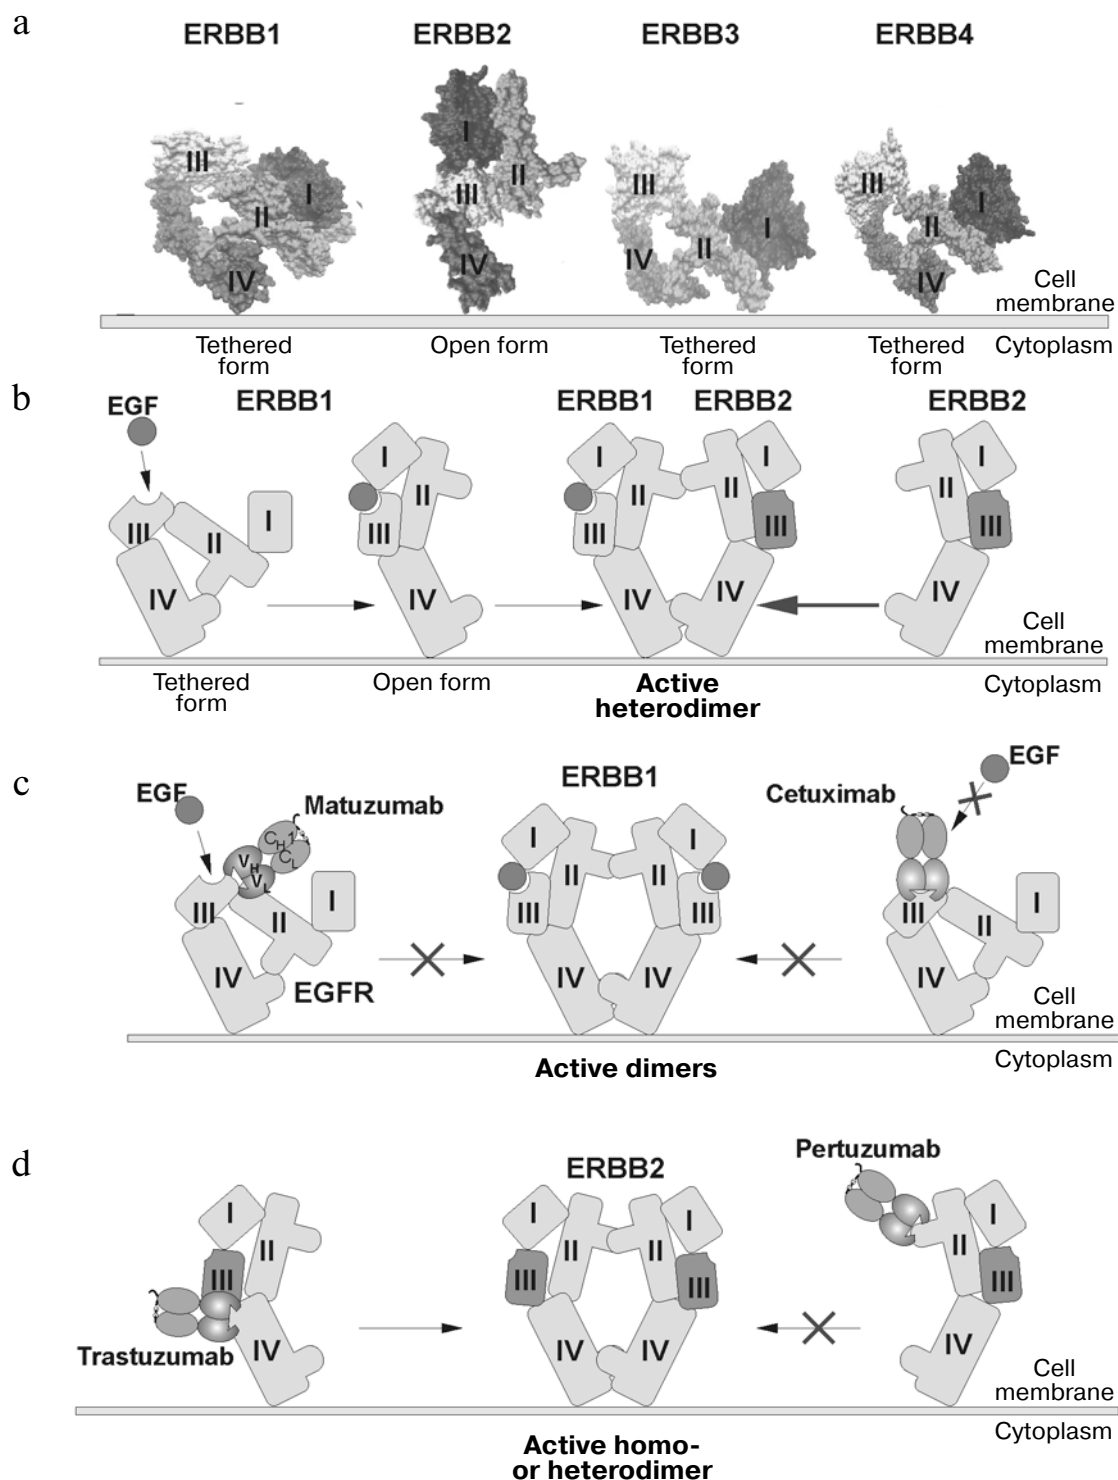 a
ERBB1 ERBB2 ERBB3 ERBB4
III I II IV
I II III IV
III I II IV
III I II IV
Cell
membrane
Tethered
form
Open form
Tethered
form
Tethered
form
Cytoplasm
b
EGF ERBB1 ERBB1 ERBB2 ERBB2
III II I IV
I II III IV
I II III IV
I II III IV
I II III IV
Cell
membrane
Tethered
form
Open form
Active
heterodimer
Cytoplasm
c
EGF
Matuzumab
CH1
CL
VH
VL
III II I IV
EGFR
ERBB1
I II III IV
I II III IV
EGF
Cetuximab
III II I IV
Cell
membrane
Cytoplasm
Active dimers
d
ERBB2
Pertuzumab
I II III IV
Trastuzumab
I II III IV
I II III IV
I II III IV
Cell
membrane
Cytoplasm
Active homo-
or heterodimer